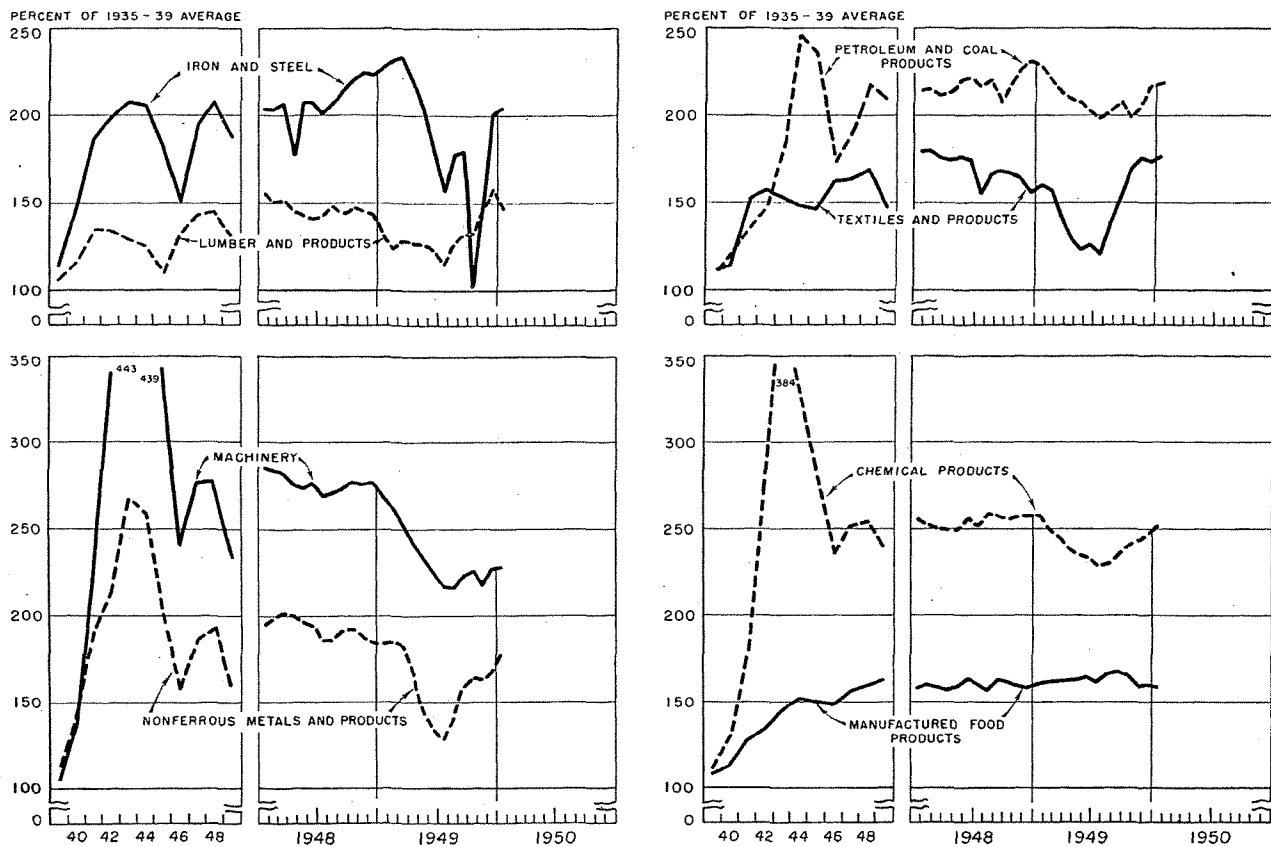 PERCENT OF 1935-39 AVERAGE
250
IRON AND STEEL
200
150
LUMBER AND PRODUCTS
100
0
PERCENT OF 1935-39 AVERAGE
250
PETROLEUM AND COAL
PRODUCTS
200
150
TEXTILES AND PRODUCTS
100
0
350
443
439
300
MACHINERY
250
200
150
NONFERROUS METALS AND PRODUCTS
100
0
40 42 44 46 48 1948 1949 1950
350
384
300
CHEMICAL PRODUCTS
250
200
150
MANUFACTURED FOOD
PRODUCTS
100
0
40 42 44 46 48 1948 1949 1950